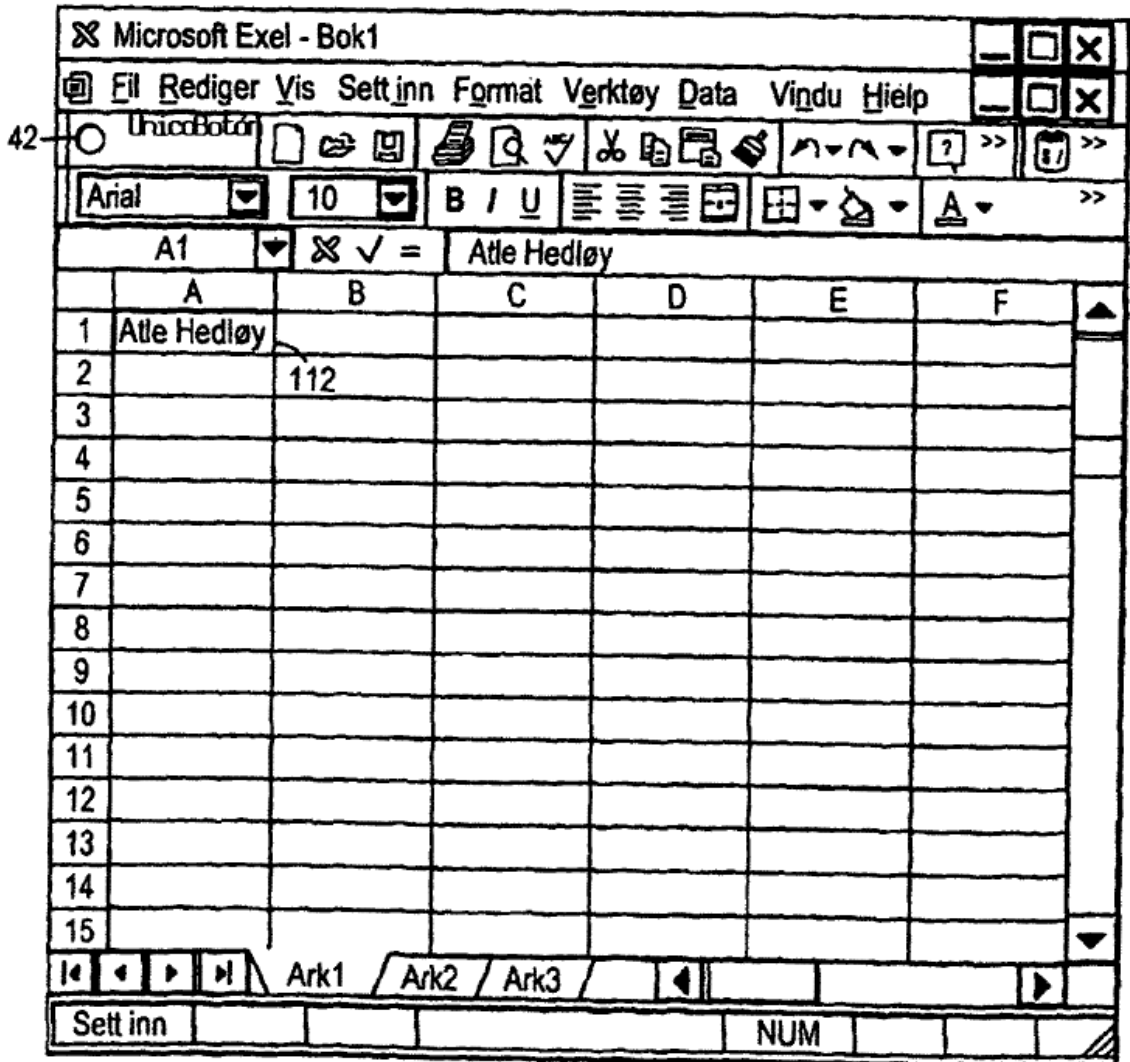 Microsoft Exel - Bok1
Fil Rediger Vis Sett inn Format Verktøy Data Vindu Hielp
42
ABC ? >> $ / >>
Arial 10 B I U A >>
A1 = Atle Hedløy
A B C D E F
1 Atle Hedløy
2 112
3
4
5
6
7
8
9
10
11
12
13
14
15
Ark1 Ark2 Ark3
Sett inn NUM